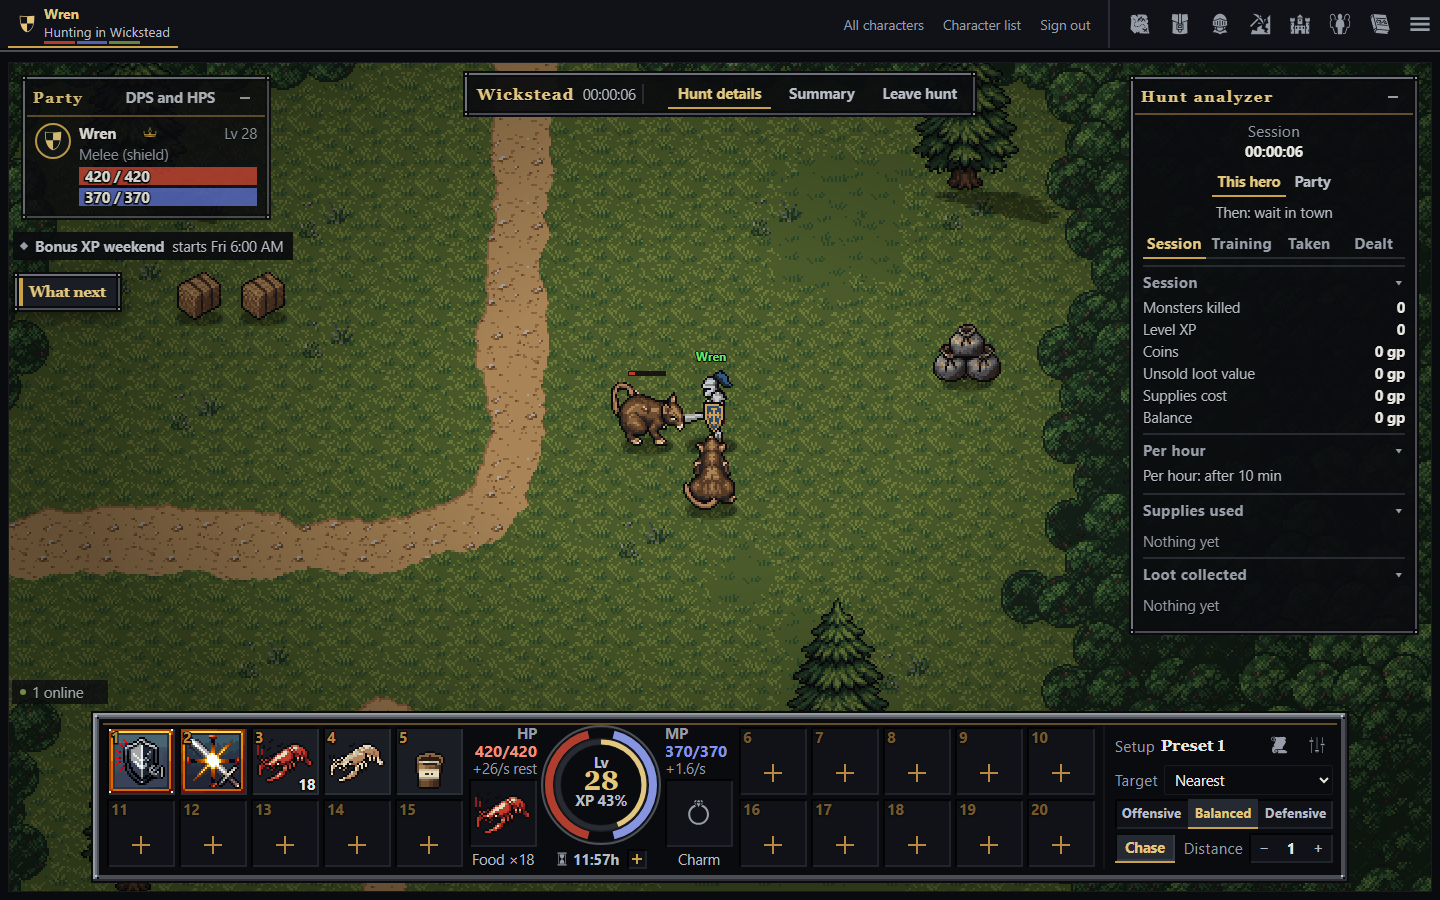 Wren
Hunting in Wickstead
All characters
Character list
Sign out
Party
DPS and HPS
Wren
Lv 28
Melee (shield)
420 / 420
370 / 370
Bonus XP weekend starts Fri 6:00 AM
What next
Wickstead
00:00:06
Hunt details
Summary
Leave hunt
Wren
Hunt analyzer
Session
00:00:06
This hero
Party
Then: wait in town
Session
Training
Taken
Dealt
Session
Monsters killed 0
Level XP 0
Coins 0 gp
Unsold loot value 0 gp
Supplies cost 0 gp
Balance 0 gp
Per hour
Per hour: after 10 min
Supplies used
Nothing yet
Loot collected
Nothing yet
1 online
1
2
3
18
4
5
11
12
13
14
15
HP
420/420
+26/s rest
Food ×18
Lv
28
XP 43%
11:57h +
MP
370/370
+1.6/s
Charm
6
7
8
9
10
16
17
18
19
20
Setup Preset 1
Target Nearest
Offensive
Balanced
Defensive
Chase
Distance
− 1 +